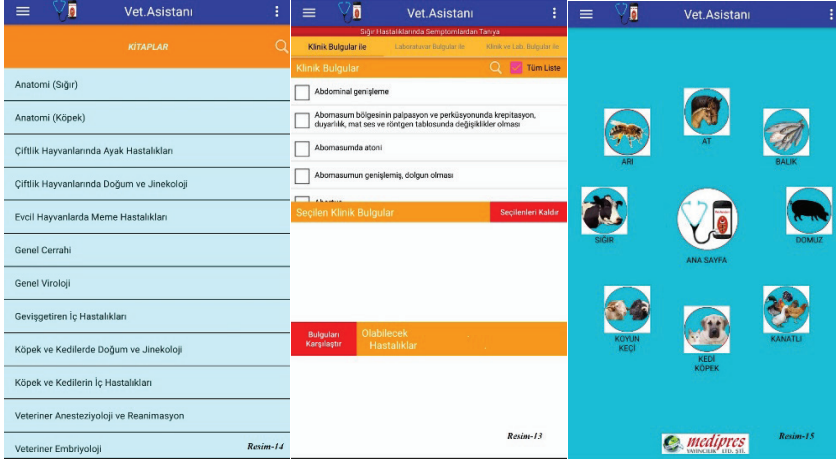 Vet.Asistanı
KİTAPLAR
Anatomi (Sığır)
Anatomi (Köpek)
Çiftlik Hayvanlarında Ayak Hastalıkları
Çiftlik Hayvanlarında Doğum ve Jinekoloji
Evcil Hayvanlarda Meme Hastalıkları
Genel Cerrahi
Genel Viroloji
Gevişgetiren İç Hastalıkları
Köpek ve Kedilerde Doğum ve Jinekoloji
Köpek ve Kedilerin İç Hastalıkları
Veteriner Anesteziyoloji ve Reanimasyon
Veteriner Embriyoloji
Resim-14
Vet.Asistanı
Sığır Hastalıklarında Semptomlardan Tanıya
Klinik Bulgular ile Laboratuvar Bulgular ile Klinik ve Lab. Bulgular ile
Klinik Bulgular Tüm Liste
Abdominal genişleme
Abomasum bölgesinin palpasyon ve perküsyonunda krepitasyon,
duyarlılık, mat ses ve röntgen tablosunda değişiklikler olması
Abomasumda atoni
Abomasumun genişlemiş, dolgun olması
Seçilen Klinik Bulgular Seçilenleri Kaldır
Bulguları
Karşılaştır
Olabilecek
Hastalıklar
Resim-13
Vet.Asistanı
ARI
AT
BALIK
SIĞIR
ANA SAYFA
DOMUZ
KOYUN
KEÇİ
KEDİ
KÖPEK
KANATLI
medipres
YAYINCILIK LTD. ŞTİ.
Resim-15